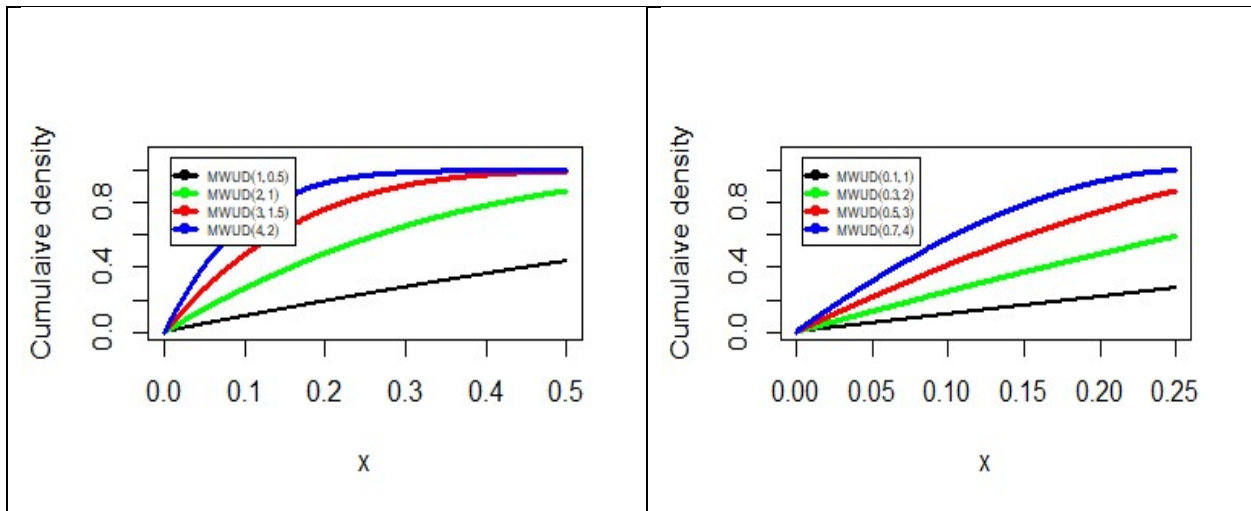 Cumulaive density
0.0 0.4 0.8
MWUD(1,0.5)
MWUD(2,1)
MWUD(3,1.5)
MWUD(4,2)
0.0 0.1 0.2 0.3 0.4 0.5
x
Cumulaive density
0.0 0.4 0.8
MWUD(0.1,1)
MWUD(0.3,2)
MWUD(0.5,3)
MWUD(0.7,4)
0.00 0.05 0.10 0.15 0.20 0.25
x